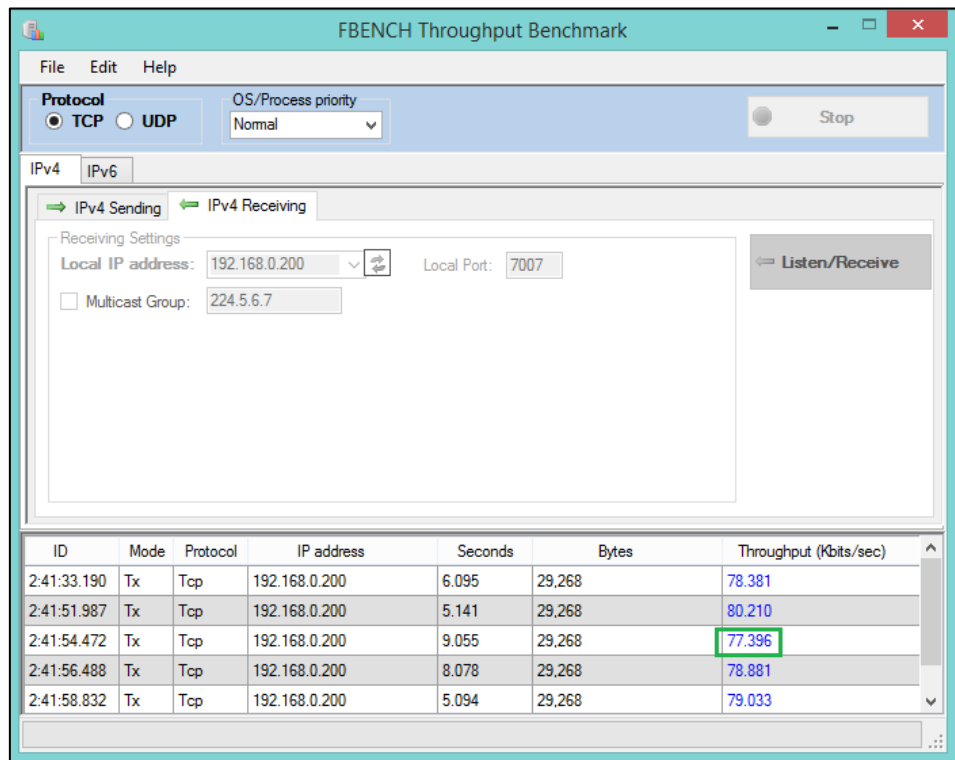 FBENCH Throughput Benchmark
File Edit Help
Protocol OS/Process priority
TCP UDP Normal Stop
IPv4 IPv6
IPv4 Sending IPv4 Receiving
Receiving Settings
Local IP address: 192.168.0.200 Local Port: 7007 Listen/Receive
Multicast Group: 224.5.6.7
ID Mode Protocol IP address Seconds Bytes Throughput (Kbits/sec)
2:41:33.190 Tx Tcp 192.168.0.200 6.095 29,268 78.381
2:41:51.987 Tx Tcp 192.168.0.200 5.141 29,268 80.210
2:41:54.472 Tx Tcp 192.168.0.200 9.055 29,268 77.396
2:41:56.488 Tx Tcp 192.168.0.200 8.078 29,268 78.881
2:41:58.832 Tx Tcp 192.168.0.200 5.094 29,268 79.033